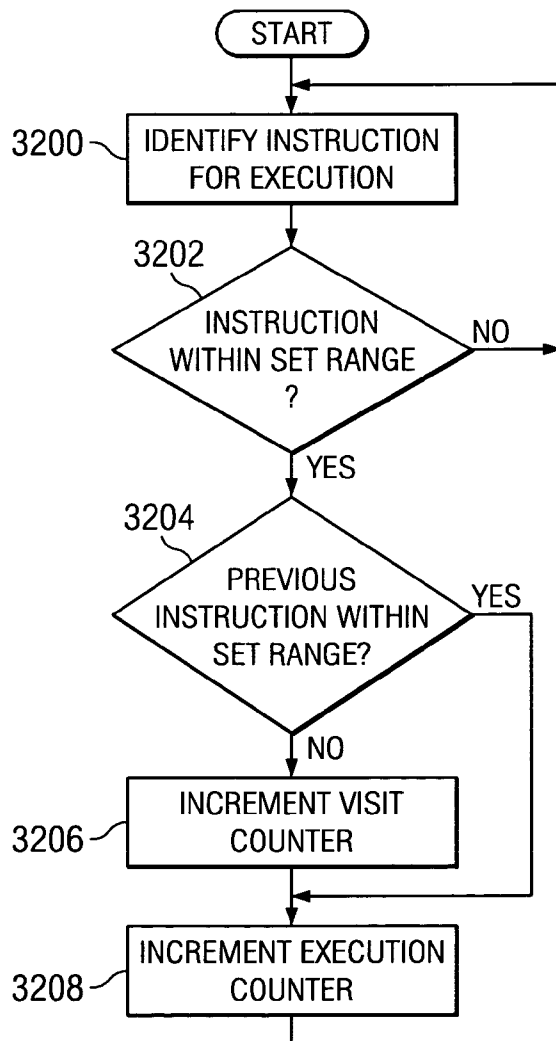 START
3200
IDENTIFY INSTRUCTION
FOR EXECUTION
3202
INSTRUCTION
WITHIN SET RANGE
?
NO
YES
3204
PREVIOUS
INSTRUCTION WITHIN
SET RANGE?
YES
NO
3206
INCREMENT VISIT
COUNTER
3208
INCREMENT EXECUTION
COUNTER